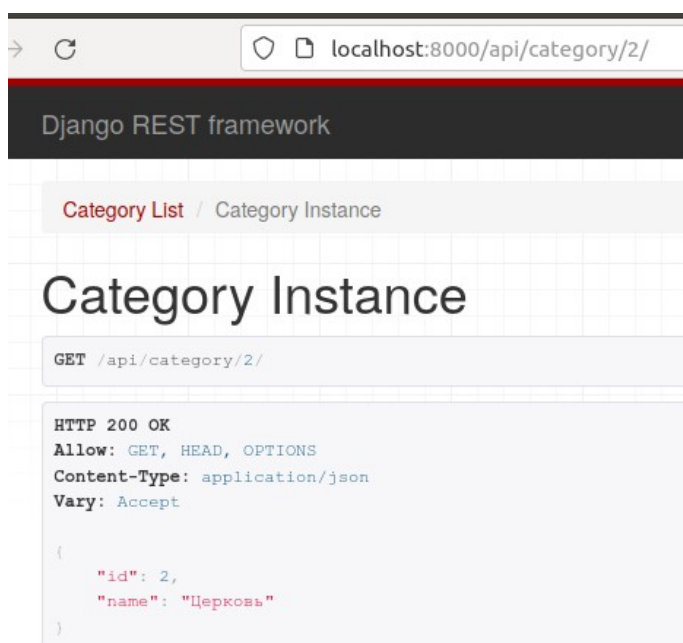 localhost:8000/api/category/2/
Django REST framework
Category List / Category Instance
Category Instance
GET /api/category/2/
HTTP 200 OK
Allow: GET, HEAD, OPTIONS
Content-Type: application/json
Vary: Accept
{
"id": 2,
"name": "Церковь"
}